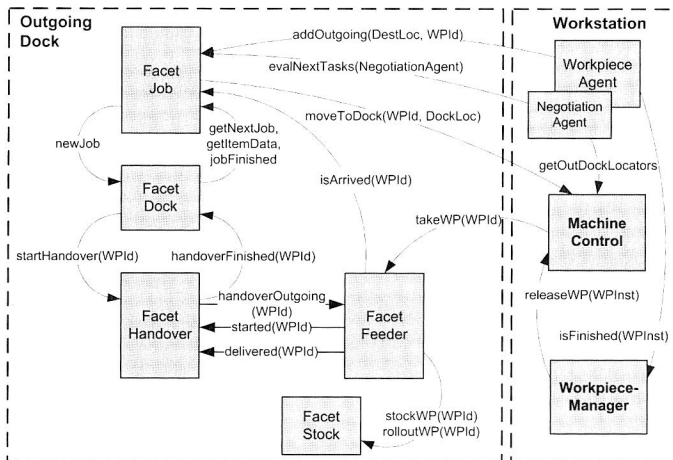 Outgoing
Dock
Workstation
addOutgoing(DestLoc, WPId)
evalNextTasks(NegotiationAgent)
Facet
Job
Workpiece
Agent
Negotiation
Agent
moveToDock(WPId, DockLoc)
getNextJob,
getItemData,
jobFinished
newJob
getOutDockLocators
isArrived(WPId)
Facet
Dock
takeWP(WPId)
Machine
Control
startHandover(WPId)
handoverFinished(WPId)
Facet
Handover
handoverOutgoing
(WPId)
started(WPId)
delivered(WPId)
Facet
Feeder
releaseWP(WPInst)
isFinished(WPInst)
Workpiece-
Manager
Facet
Stock
stockWP(WPId)
rolloutWP(WPId)